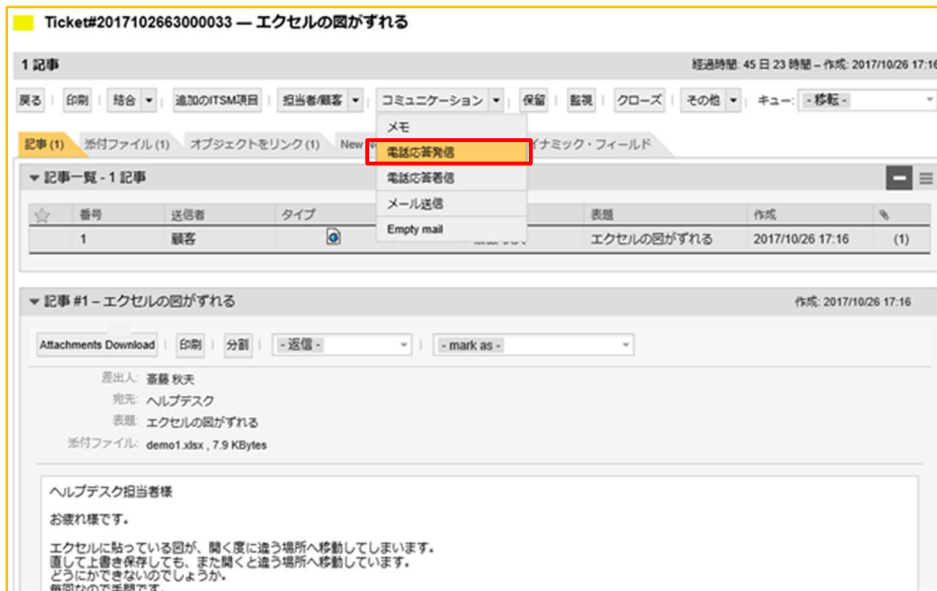 Ticket#2017102663000033 — エクセルの図がずれる
1 記事
経過時間: 45 日 23 時間 – 作成: 2017/10/26 17:16
戻る 印刷 結合 追加のITSM項目 担当者/顧客 コミュニケーション 保留 監視 クローズ その他 キュー: - 移転 -
メモ
電話応答発信
電話応答着信
メール送信
Empty mail
記事 (1) 添付ファイル (1) オブジェクトをリンク (1) New イナミック・フィールド
記事一覧 - 1 記事
番号 送信者 タイプ 表題 作成
1 顧客 エクセルの図がずれる 2017/10/26 17:16 (1)
記事 #1 – エクセルの図がずれる 作成: 2017/10/26 17:16
Attachments Download 印刷 分割 - 返信 - - mark as -
差出人: 斎藤 秋夫
宛先: ヘルプデスク
表題: エクセルの図がずれる
添付ファイル: demo1.xlsx , 7.9 KBytes
ヘルプデスク担当者様
お疲れ様です。
エクセルに貼っている図が、開く度に違う場所へ移動してしまいます。
直して上書き保存しても、また開くと違う場所へ移動しています。
どうにかできないのでしょうか。
毎回なので手間です。